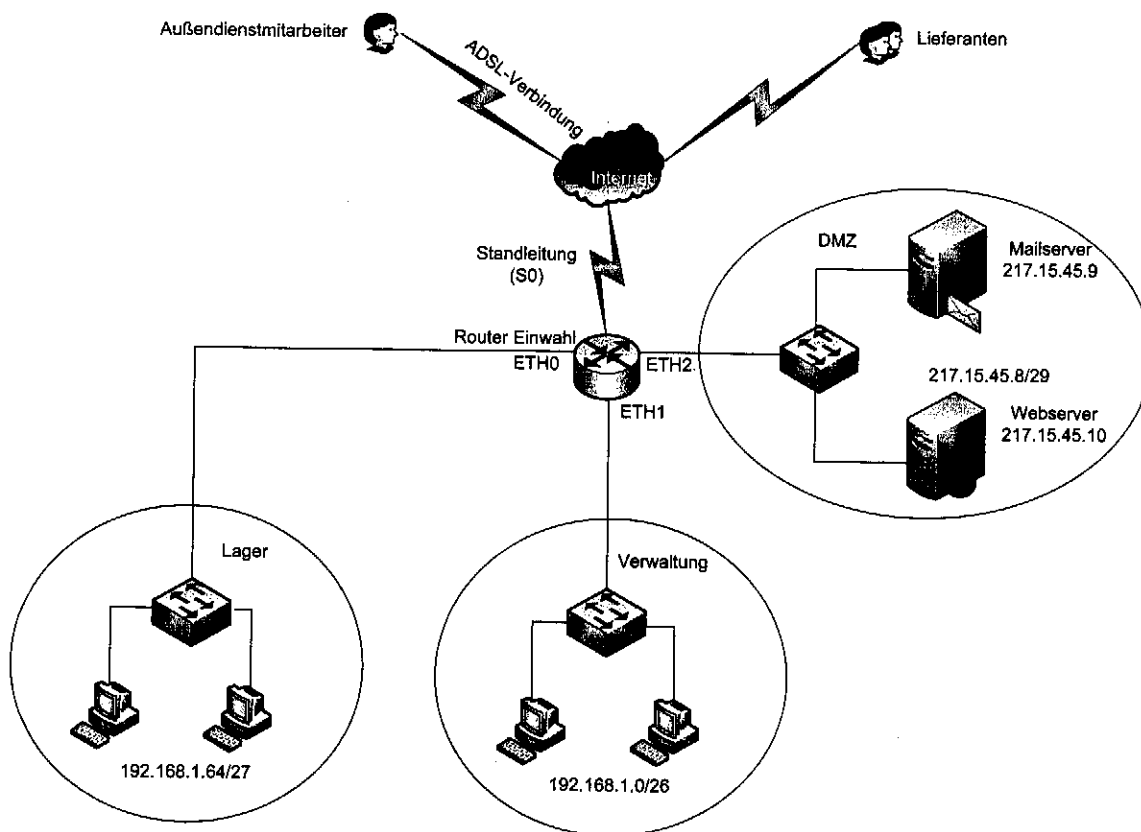 Außendienstmitarbeiter
Lieferanten
ADSL-Verbindung
Internet
Standleitung
(S0)
DMZ
Mailserver
217.15.45.9
Router Einwahl
ETH0
ETH2
ETH1
217.15.45.8/29
Webserver
217.15.45.10
Lager
Verwaltung
192.168.1.64/27
192.168.1.0/26